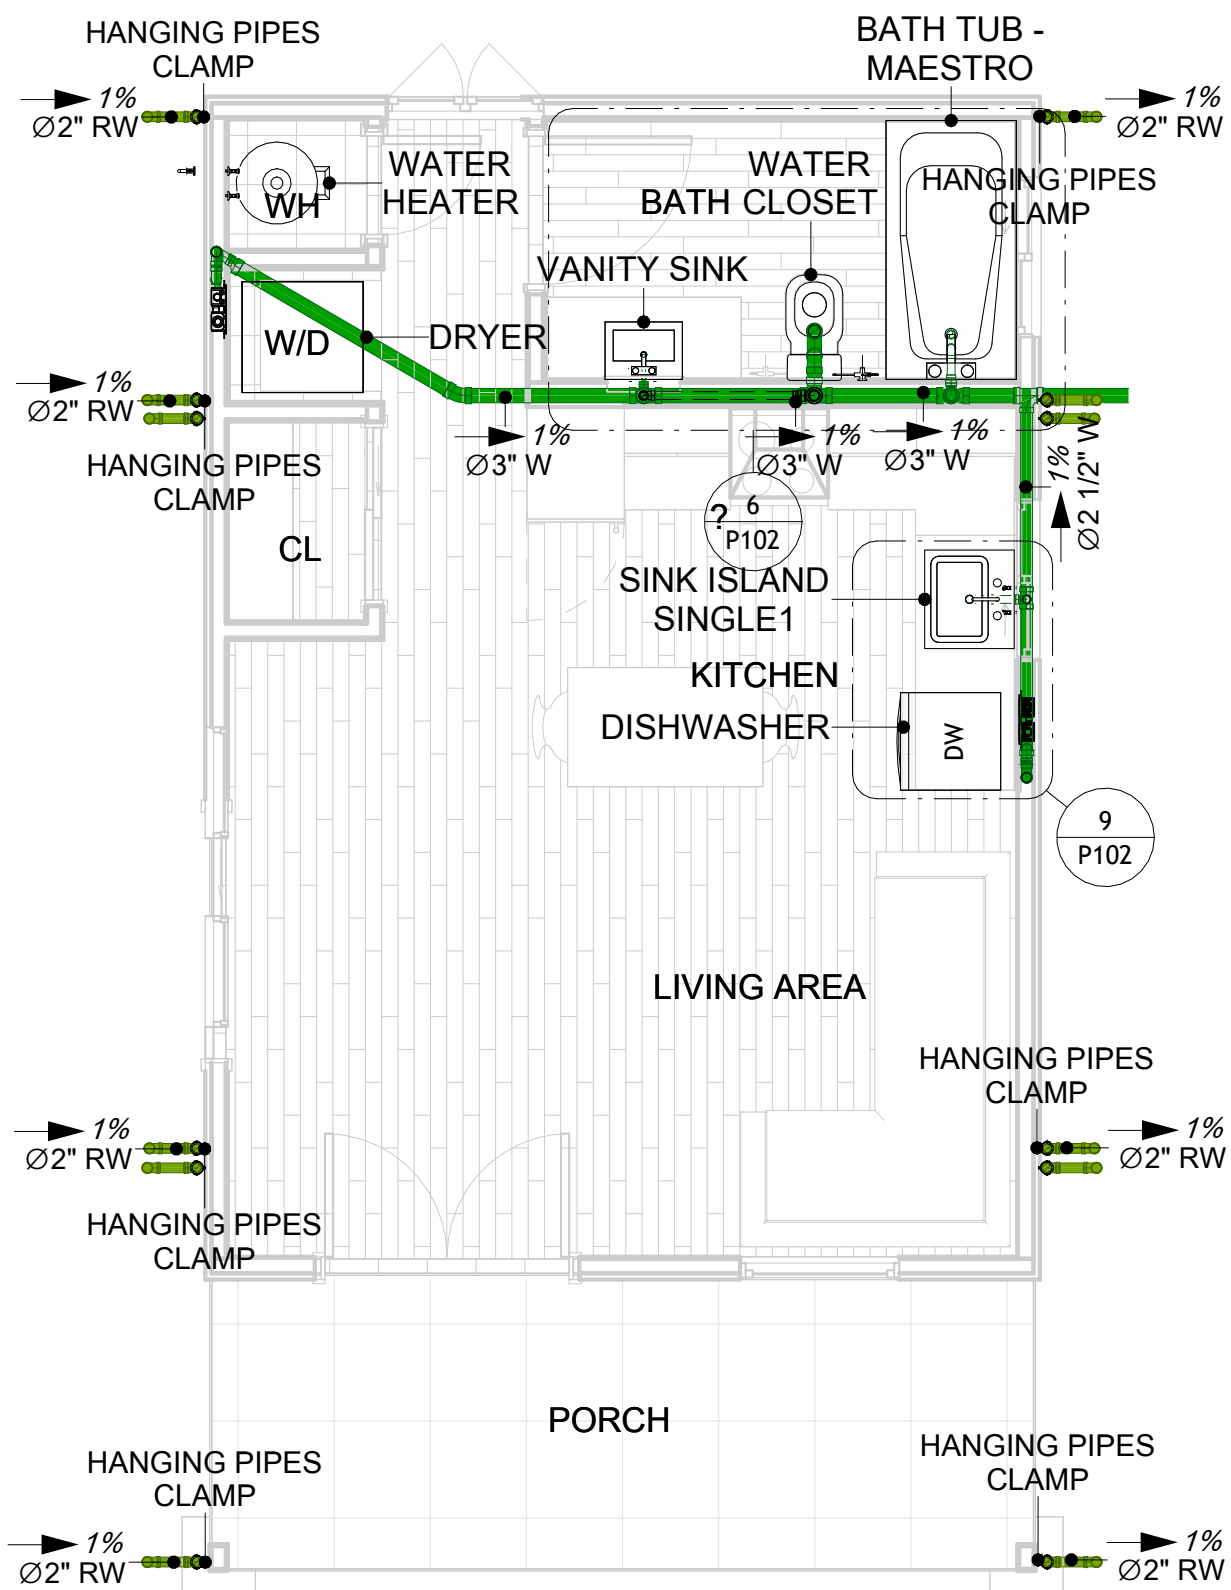 HANGING PIPES
CLAMP
BATH TUB -
MAESTRO
1%
Ø2" RW
1%
Ø2" RW
WATER
HEATER
WH
WATER
CLOSET
BATH
HANGING PIPES
CLAMP
VANITY SINK
W/D
DRYER
1%
Ø2" RW
HANGING PIPES
CLAMP
1%
Ø3" W
1%
Ø3" W
1%
Ø3" W
1%
Ø2 1/2" W
? 6
P102
CL
SINK ISLAND
SINGLE1
KITCHEN
DISHWASHER
DW
9
P102
LIVING AREA
HANGING PIPES
CLAMP
1%
Ø2" RW
1%
Ø2" RW
HANGING PIPES
CLAMP
PORCH
HANGING PIPES
CLAMP
HANGING PIPES
CLAMP
1%
Ø2" RW
1%
Ø2" RW